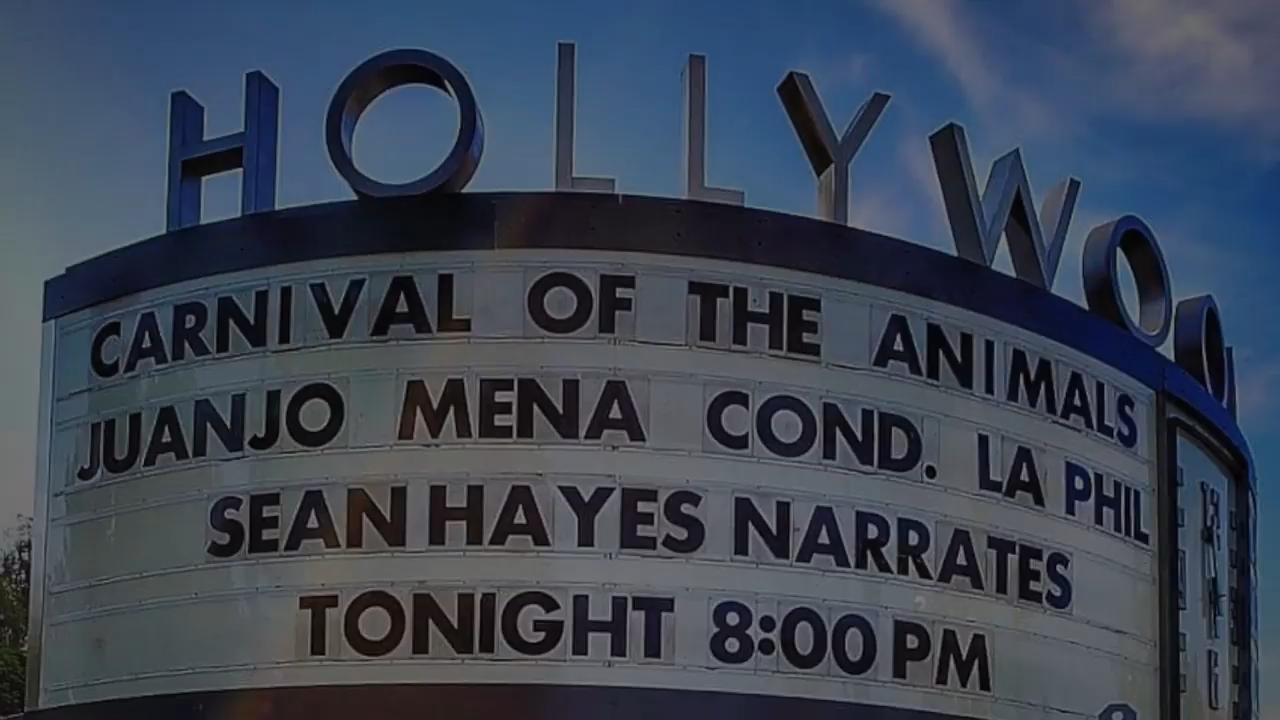 HOLLYWOO
CARNIVAL OF THE ANIMALS
JUANJO MENA COND. LA PHIL
SEAN HAYES NARRATES
TONIGHT 8:00 PM